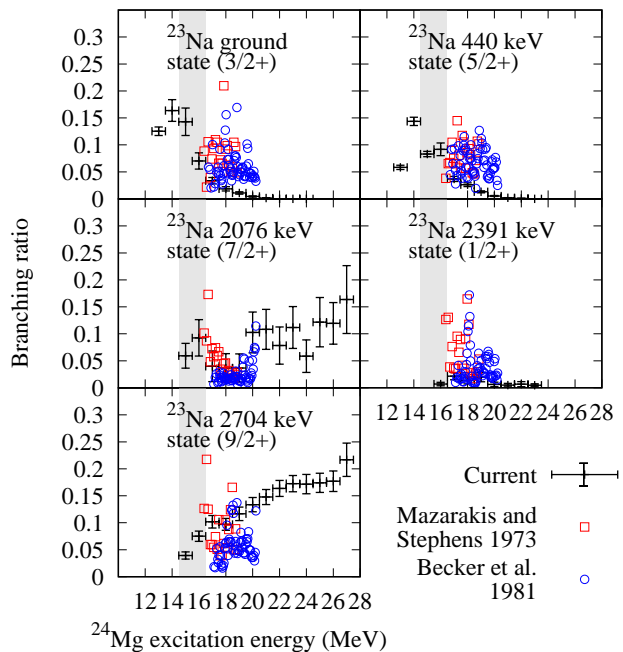 0.3
0.25
0.2
0.15
0.1
0.05
0
²³Na ground
state (3/2+)
²³Na 440 keV
state (5/2+)
0.3
0.25
0.2
0.15
0.1
0.05
0
²³Na 2076 keV
state (7/2+)
²³Na 2391 keV
state (1/2+)
12 14 16 18 20 22 24 26 28
0.3
0.25
0.2
0.15
0.1
0.05
0
²³Na 2704 keV
state (9/2+)
12 14 16 18 20 22 24 26 28
Branching ratio
²⁴Mg excitation energy (MeV)
Current
Mazarakis and
Stephens 1973
Becker et al.
1981